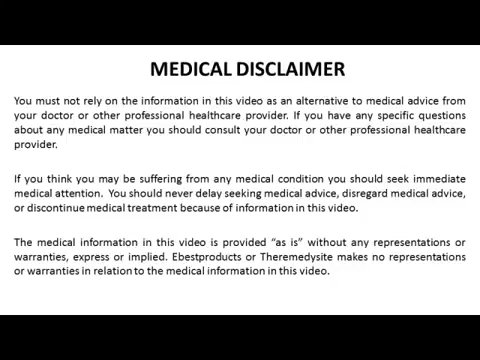 MEDICAL DISCLAIMER
You must not rely on the information in this video as an alternative to medical advice from
your doctor or other professional healthcare provider. If you have any specific questions
about any medical matter you should consult your doctor or other professional healthcare
provider.
If you think you may be suffering from any medical condition you should seek immediate
medical attention. You should never delay seeking medical advice, disregard medical advice,
or discontinue medical treatment because of information in this video.
The medical information in this video is provided “as is” without any representations or
warranties, express or implied. Ebestproducts or Theremedysite makes no representations
or warranties in relation to the medical information in this video.